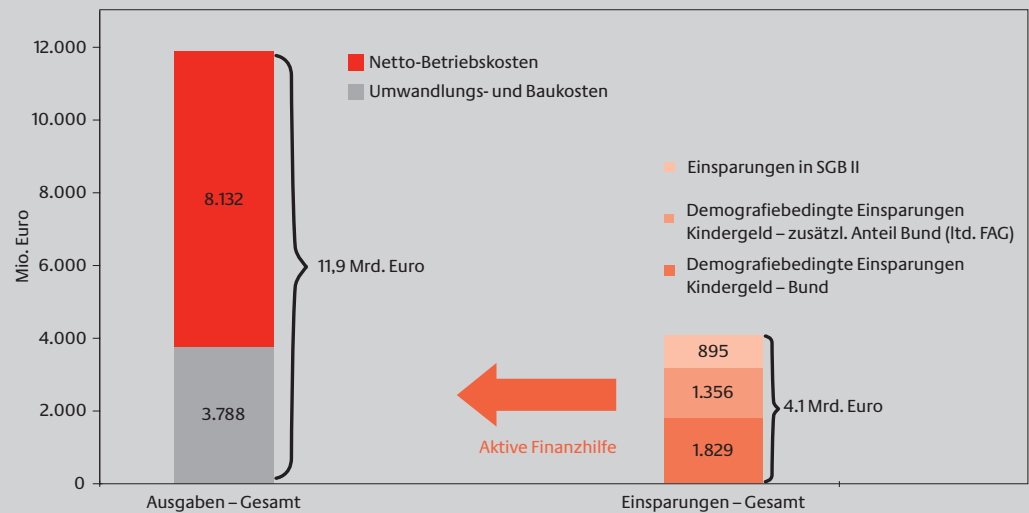 12.000
10.000
8.000
6.000
4.000
2.000
0
Mio. Euro
Netto-Betriebskosten
Umwandlungs- und Baukosten
8.132
3.788
11,9 Mrd. Euro
Ausgaben – Gesamt
Aktive Finanzhilfe
Einsparungen in SGB II
Demografiebedingte Einsparungen
Kindergeld – zusätzl. Anteil Bund (ltd. FAG)
Demografiebedingte Einsparungen
Kindergeld – Bund
895
1.356
1.829
4.1 Mrd. Euro
Einsparungen – Gesamt